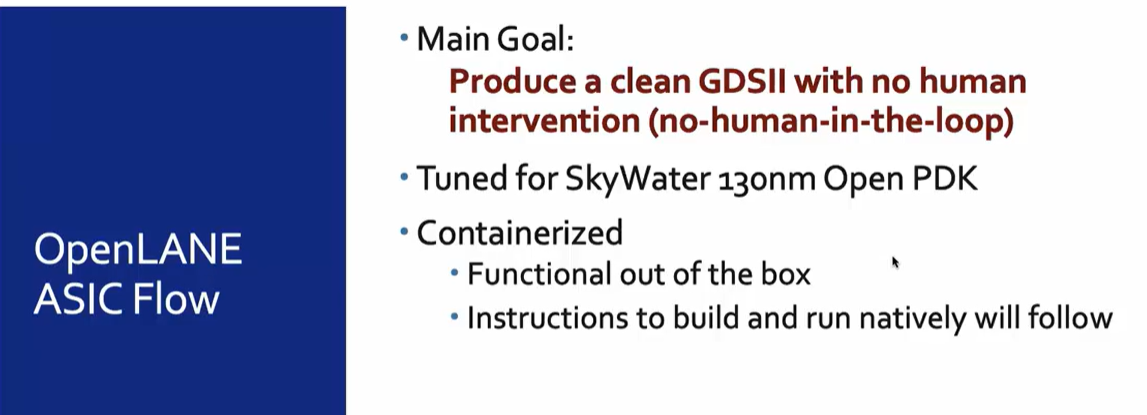 OpenLANE
ASIC Flow
• Main Goal:
Produce a clean GDSII with no human
intervention (no-human-in-the-loop)
• Tuned for SkyWater 130nm Open PDK
• Containerized
• Functional out of the box
• Instructions to build and run natively will follow